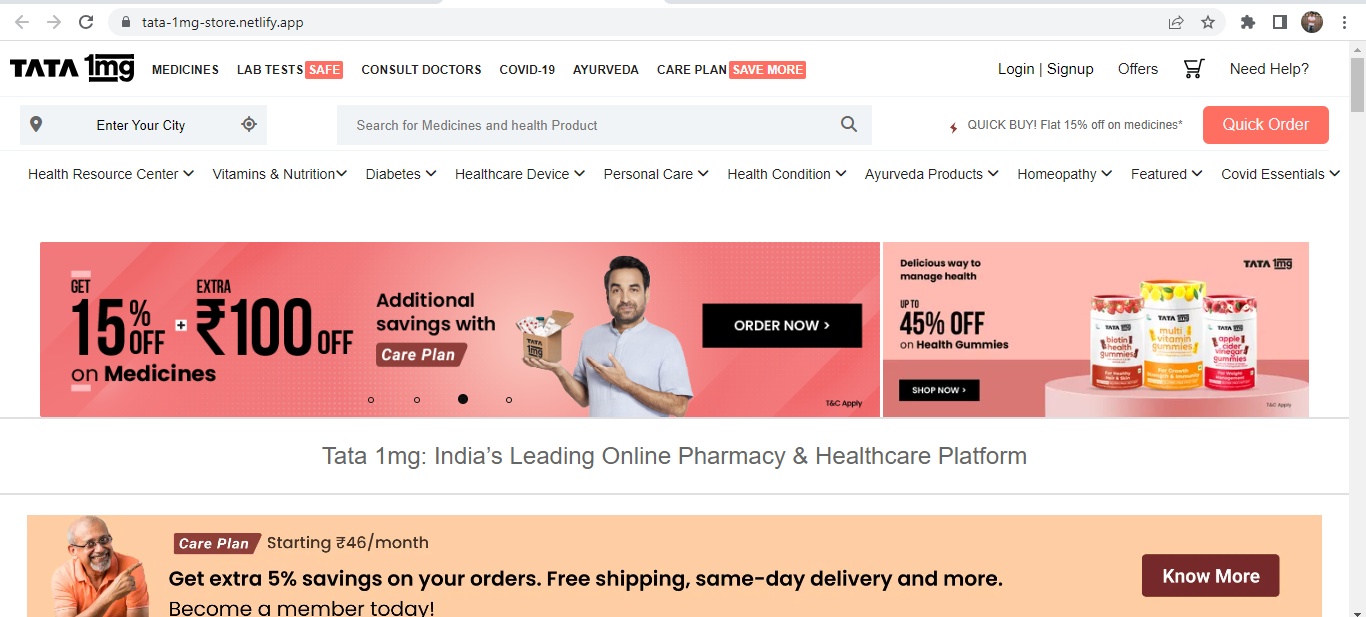 tata-1mg-store.netlify.app
TATA 1mg MEDICINES LAB TESTS SAFE CONSULT DOCTORS COVID-19 AYURVEDA CARE PLAN SAVE MORE Login | Signup Offers Need Help?
Enter Your City Search for Medicines and health Product QUICK BUY! Flat 15% off on medicines* Quick Order
Health Resource Center Vitamins & Nutrition Diabetes Healthcare Device Personal Care Health Condition Ayurveda Products Homeopathy Featured Covid Essentials
GET
15% OFF
on Medicines
+
EXTRA
₹100 OFF
Additional
savings with
Care Plan
TATA
1mg
ORDER NOW >
T&C Apply
Delicious way to
manage health
UP TO
45% OFF
on Health Gummies
SHOP NOW >
TATA 1mg
TATA 1mg
biotin
health
gummies
For Healthy
Hair & Skin
TATA 1mg
multi
vitamin
gummies
For Growth
Strength & Immunity
TATA 1mg
apple
cider
vinegar
gummies
For Weight
Management
T&C Apply
Tata 1mg: India’s Leading Online Pharmacy & Healthcare Platform
Care Plan Starting ₹46/month
Get extra 5% savings on your orders. Free shipping, same-day delivery and more.
Become a member today!
Know More